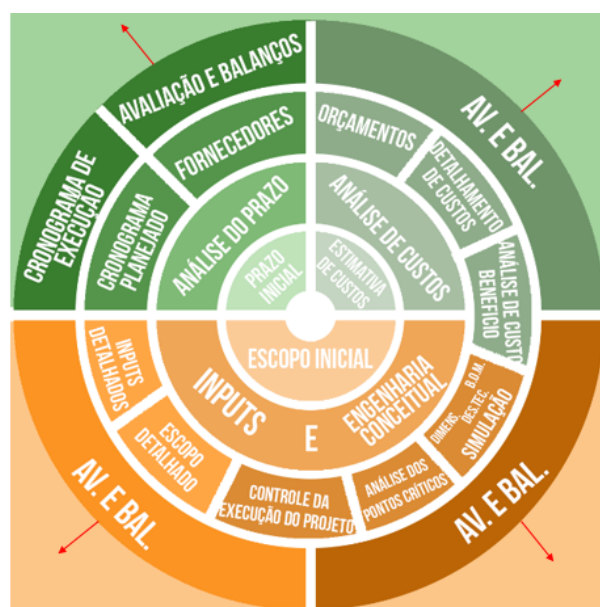 AVALIAÇÃO E BALANÇOS
AV. E BAL.
CRONOGRAMA DE
EXECUÇÃO
FORNECEDORES
ORÇAMENTOS
DETALHAMENTO
DE CUSTOS
CRONOGRAMA
PLANEJADO
ANÁLISE DO PRAZO
ANÁLISE DE CUSTOS
ANÁLISE DE CUSTO
BENEFÍCIO
PRAZO
INICIAL
ESTIMATIVA
DE CUSTOS
ESCOPO INICIAL
INPUTS
E
ENGENHARIA
CONCEITUAL
INPUTS
DETALHADOS
ESCOPO
DETALHADO
CONTROLE DA
EXECUÇÃO DO PROJETO
ANÁLISE DOS
PONTOS CRÍTICOS
B.O.M.
DIMENS. DES.TEC.
SIMULAÇÃO
AV. E BAL.
AV. E BAL.